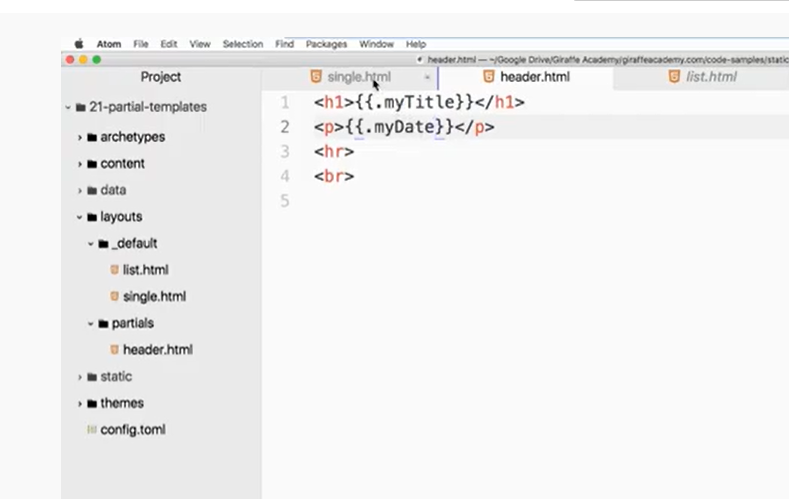 Atom File Edit View Selection Find Packages Window Help
header.html — ~/Google Drive/Giraffe Academy/giraffeacademy.com/code-samples/static
Project
single.html ×
header.html
list.html
21-partial-templates
archetypes
content
data
layouts
_default
list.html
single.html
partials
header.html
static
themes
config.toml
1 <h1>{{.myTitle}}</h1>
2 <p>{{.myDate}}</p>
3 <hr>
4 <br>
5